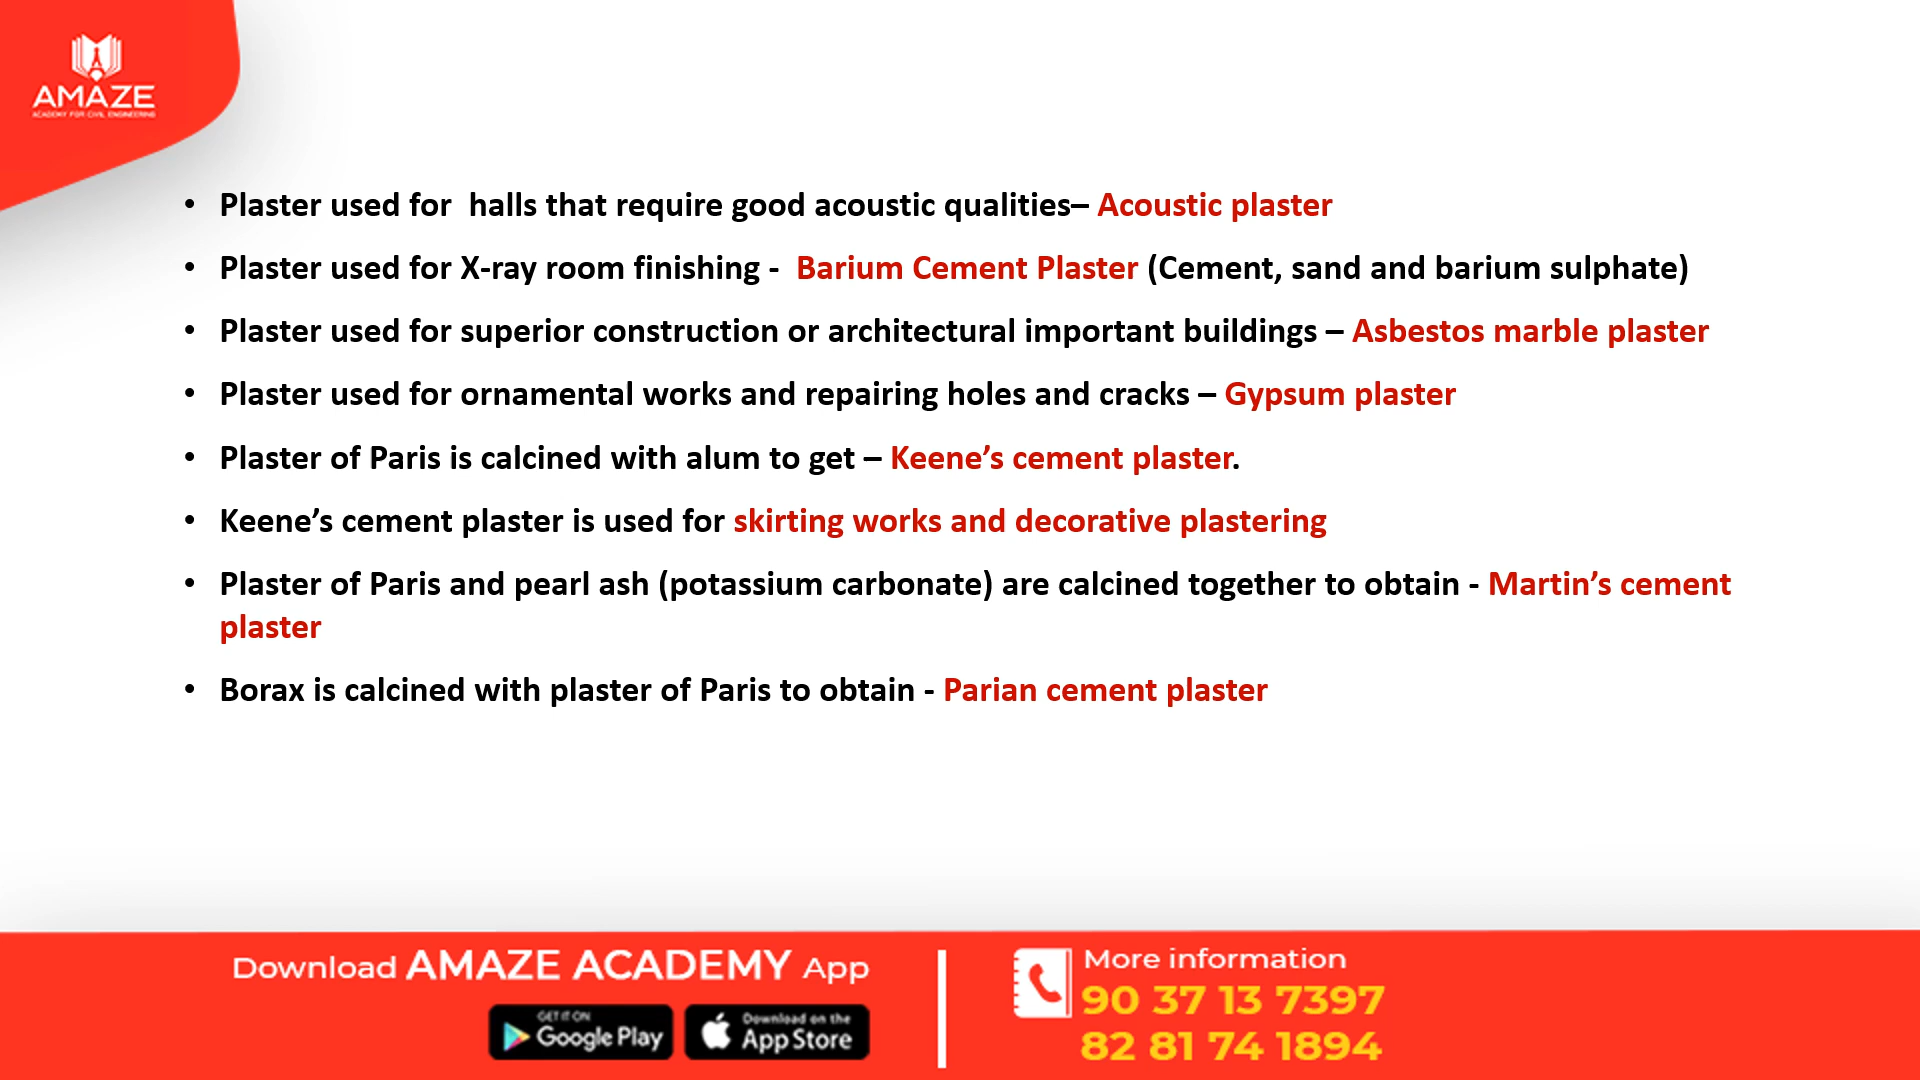 AMAZE
ACADEMY FOR CIVIL ENGINEERING
• Plaster used for  halls that require good acoustic qualities– Acoustic plaster
• Plaster used for X-ray room finishing -  Barium Cement Plaster (Cement, sand and barium sulphate)
• Plaster used for superior construction or architectural important buildings – Asbestos marble plaster
• Plaster used for ornamental works and repairing holes and cracks – Gypsum plaster
• Plaster of Paris is calcined with alum to get – Keene’s cement plaster.
• Keene’s cement plaster is used for skirting works and decorative plastering
• Plaster of Paris and pearl ash (potassium carbonate) are calcined together to obtain - Martin’s cement
plaster
• Borax is calcined with plaster of Paris to obtain - Parian cement plaster
Download AMAZE ACADEMY App
GET IT ON
Google Play
Download on the
App Store
More information
90 37 13 7397
82 81 74 1894